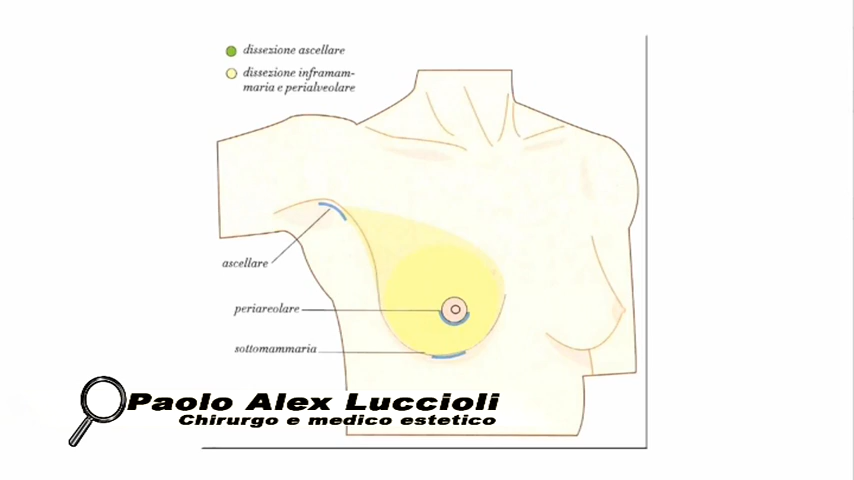 dissezione ascellare
dissezione inframam-
maria e perialveolare
ascellare
periareolare
sottomammaria
Paolo Alex Luccioli
Chirurgo e medico estetico